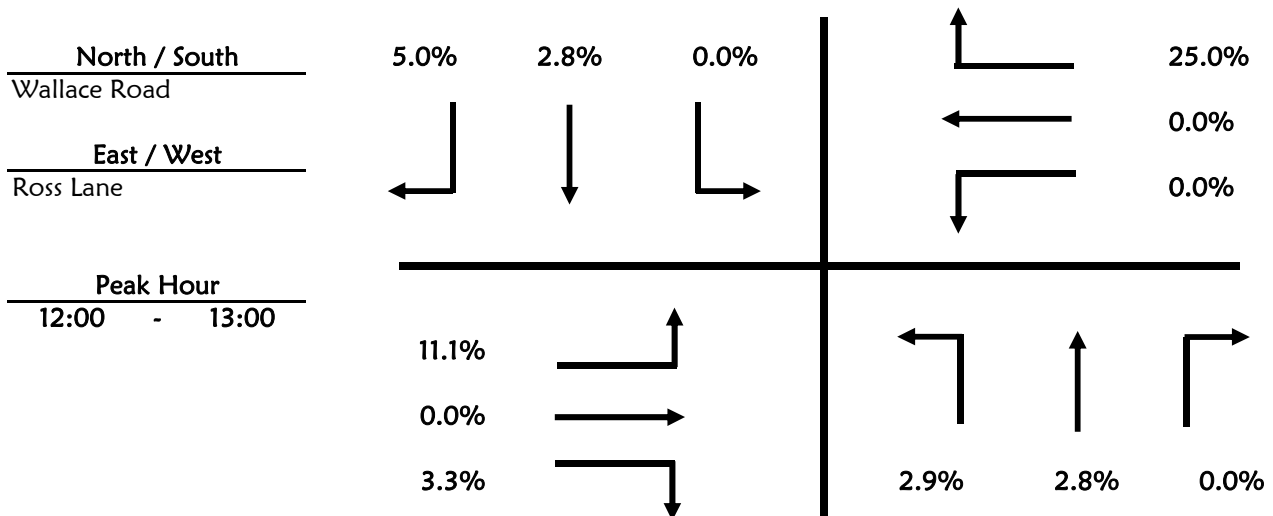 North / South
Wallace Road
East / West
Ross Lane
Peak Hour
12:00 - 13:00
5.0% 2.8% 0.0%
25.0%
0.0%
0.0%
11.1%
0.0%
3.3%
2.9% 2.8% 0.0%